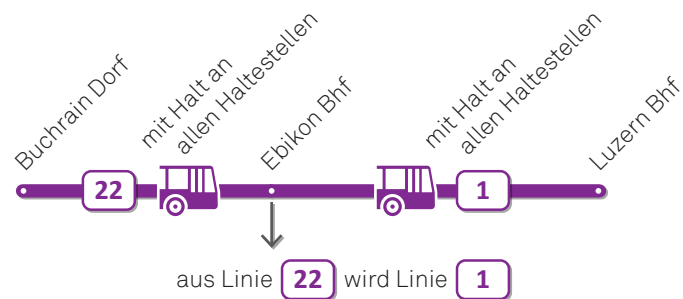 Buchrain Dorf
mit Halt an
allen Haltestellen
Ebikon Bhf
mit Halt an
allen Haltestellen
Luzern Bhf
22
1
aus Linie 22 wird Linie 1